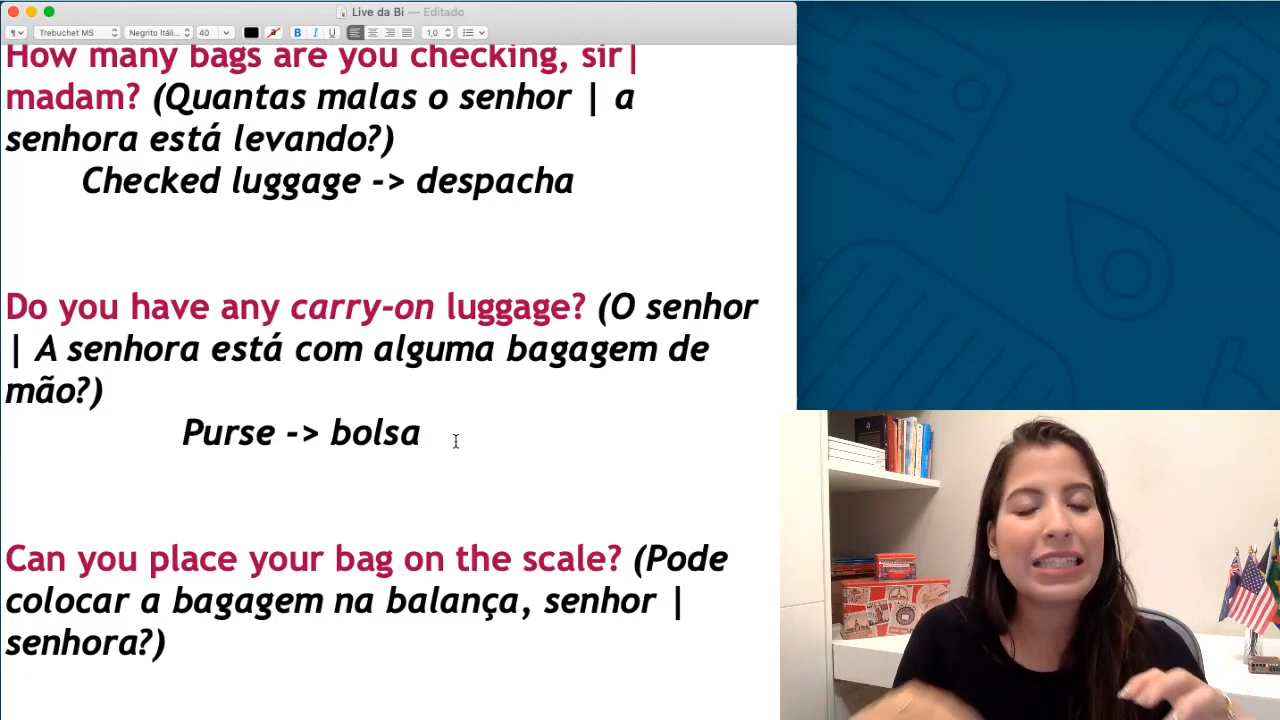 Live da Bi — Editado
Trebuchet MS Negrito Itáli... 40 a B I U 1,0
How many bags are you checking, sir|
madam? (Quantas malas o senhor | a
senhora está levando?)
Checked luggage -> despacha
Do you have any carry-on luggage? (O senhor
| A senhora está com alguma bagagem de
mão?)
Purse -> bolsa
Can you place your bag on the scale? (Pode
colocar a bagagem na balança, senhor |
senhora?)